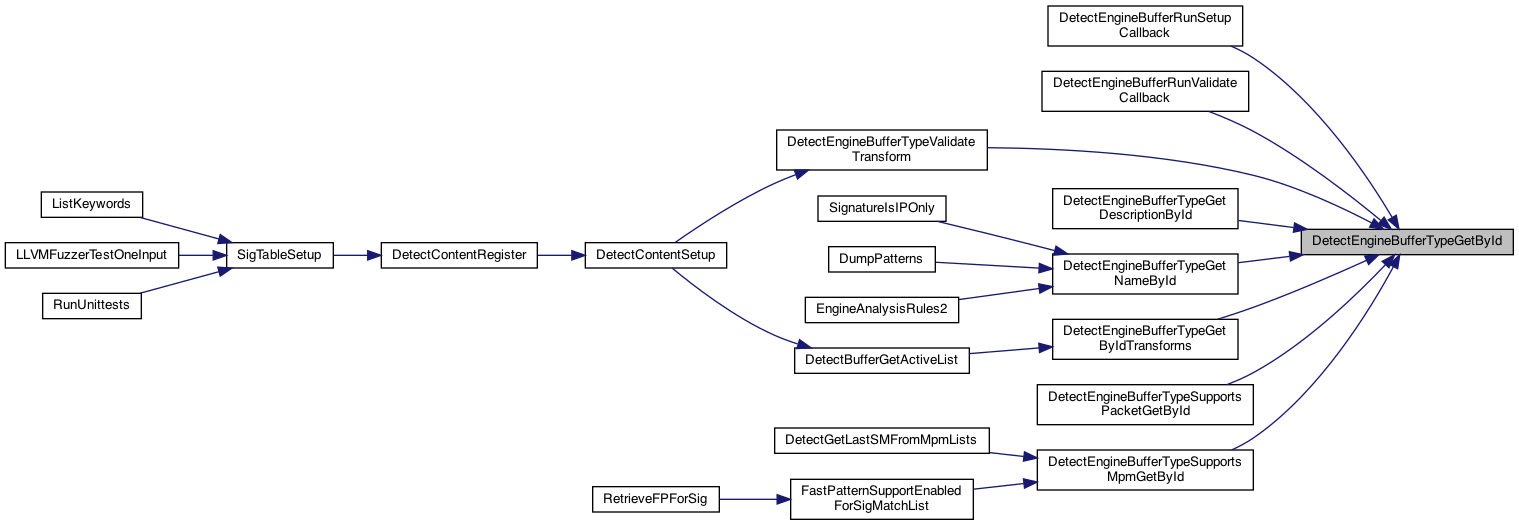 DetectEngineBufferRunSetup
Callback
DetectEngineBufferRunValidate
Callback
DetectEngineBufferTypeValidate
Transform
DetectEngineBufferTypeGet
DescriptionById
ListKeywords
SignatureIsIPOnly
DetectEngineBufferTypeGetById
LLVMFuzzerTestOneInput
SigTableSetup
DetectContentRegister
DetectContentSetup
DumpPatterns
DetectEngineBufferTypeGet
NameById
RunUnittests
EngineAnalysisRules2
DetectEngineBufferTypeGet
ByIdTransforms
DetectBufferGetActiveList
DetectEngineBufferTypeSupports
PacketGetById
DetectGetLastSMFromMpmLists
DetectEngineBufferTypeSupports
MpmGetById
RetrieveFPForSig
FastPatternSupportEnabled
ForSigMatchList